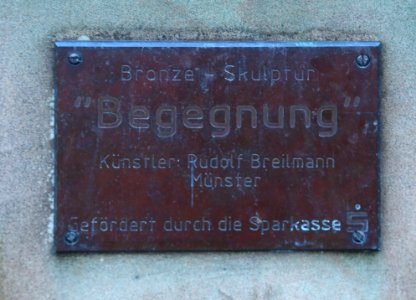 Bronze - Skulptur
"Begegnung"
Künstler: Rudolf Breilmann
Münster
Gefördert durch die Sparkasse